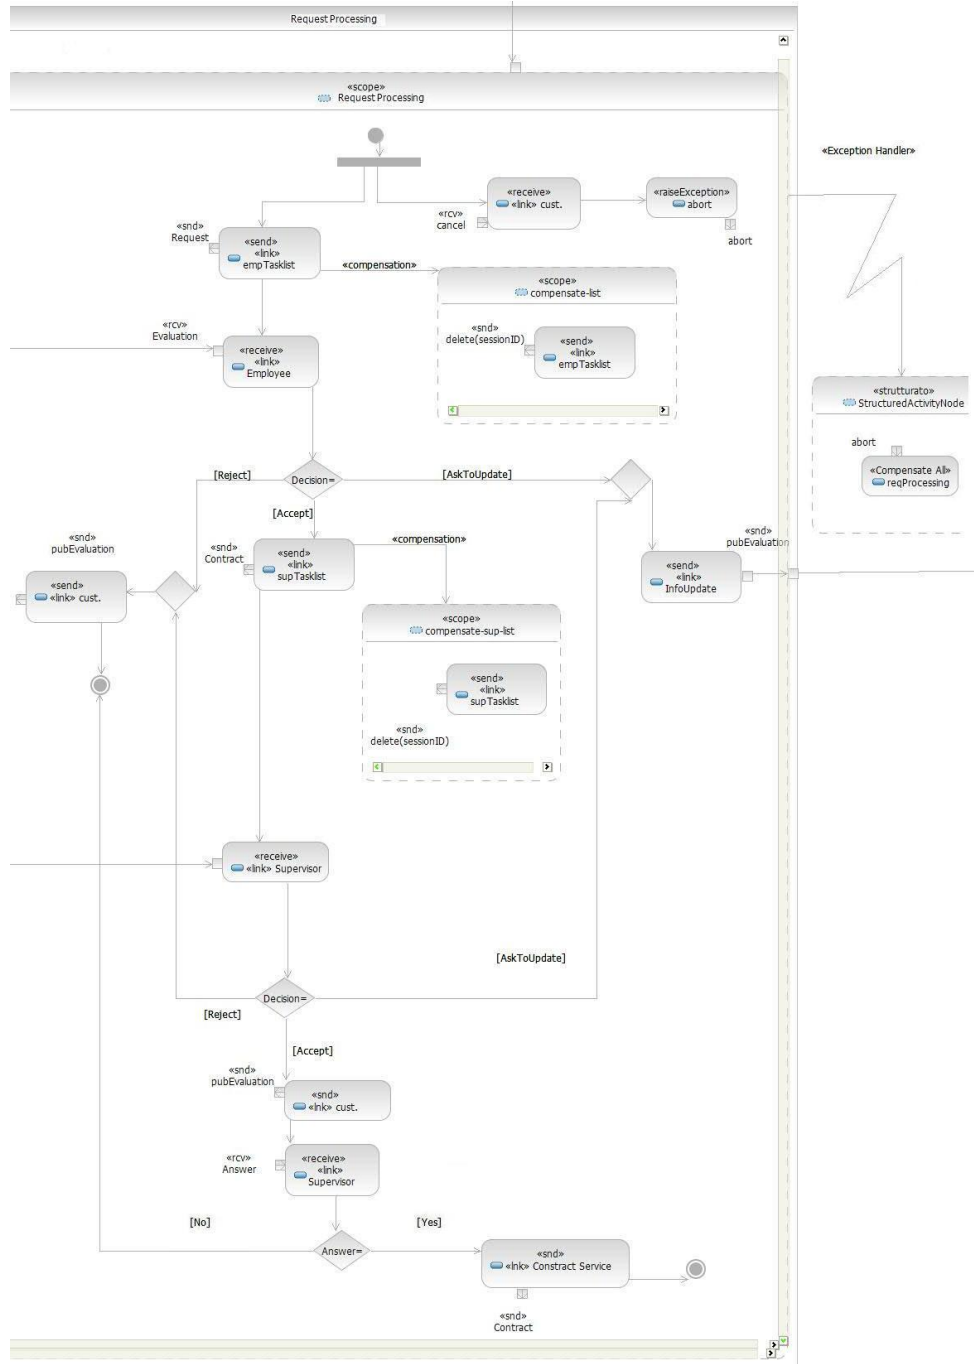 Request Processing
«scope»
Request Processing
«Exception Handler»
«receive»
«link» cust.
«raiseException»
abort
«rcv»
cancel
abort
«snd»
Request
«send»
«link»
empTasklist
«compensation»
«scope»
compensate-list
«rcv»
Evaluation
«receive»
«link»
Employee
«snd»
delete(sessionID)
«send»
«link»
empTasklist
«strutturato»
StructuredActivityNode
abort
«Compensate All»
reqProcessing
[Reject]
Decision=
[AskToUpdate]
[Accept]
«snd»
pubEvaluation
«snd»
Contract
«send»
«link»
supTasklist
«compensation»
«snd»
pubEvaluation
«send»
«link»
InfoUpdate
«send»
«link» cust.
«scope»
compensate-sup-list
«send»
«link»
supTasklist
«snd»
delete(sessionID)
«receive»
«link» Supervisor
[AskToUpdate]
Decision=
[Reject]
[Accept]
«snd»
pubEvaluation
«snd»
«lnk» cust.
«rcv»
Answer
«receive»
«link»
Supervisor
[No]
[Yes]
Answer=
«snd»
«lnk» Constract Service
«snd»
Contract